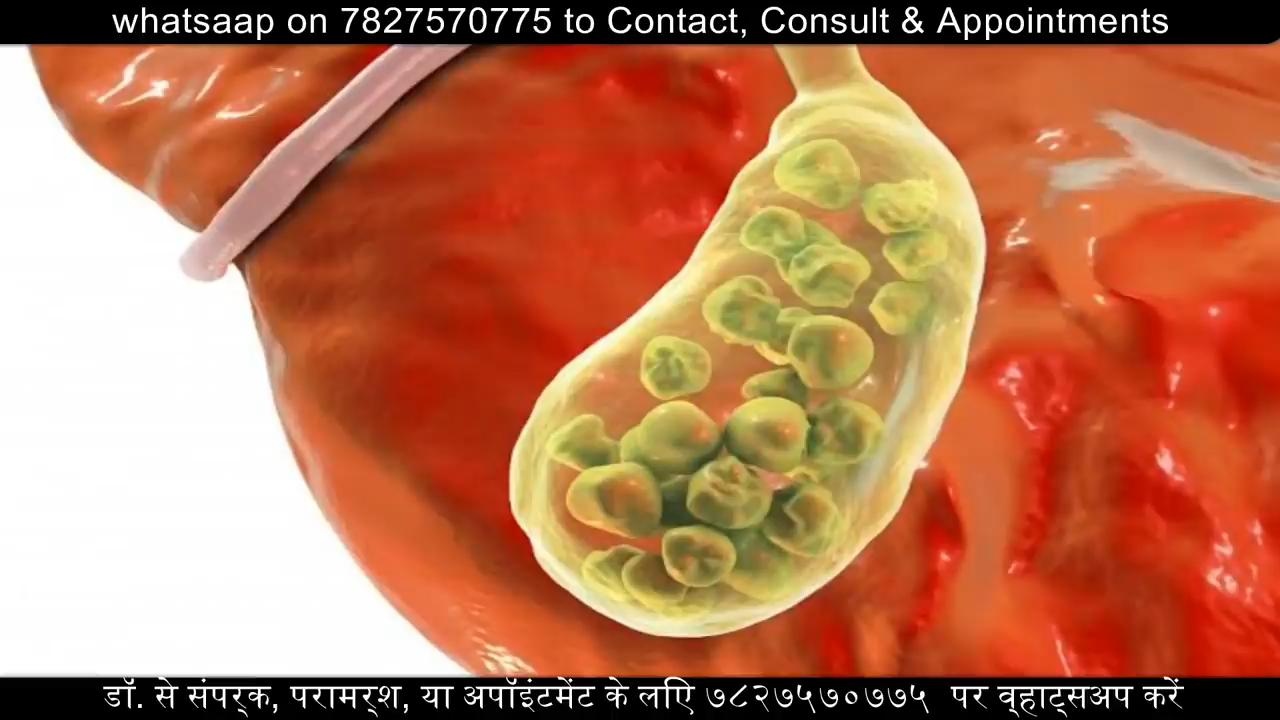 whatsaap on 7827570775 to Contact, Consult & Appointments
डॉ. से संपर्क, परामर्श, या अपॉइंटमेंट के लिए ७८२७५७०७७५ पर व्हाट्सअप करें